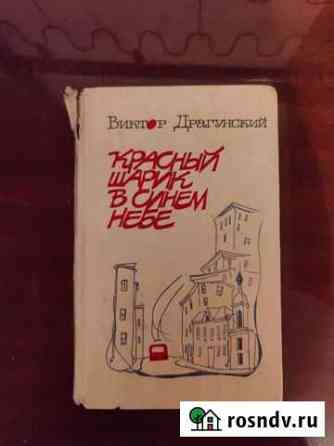 Виктор Драгунский
КРАСНЫЙ
ШАРИК
В СИНЕМ
НЕБЕ
rosndv.ru